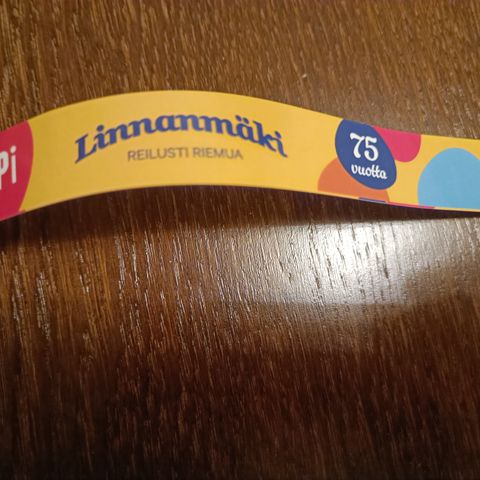 Pi
Linnanmäki
REILUSTI RIEMUA
75
vuotta